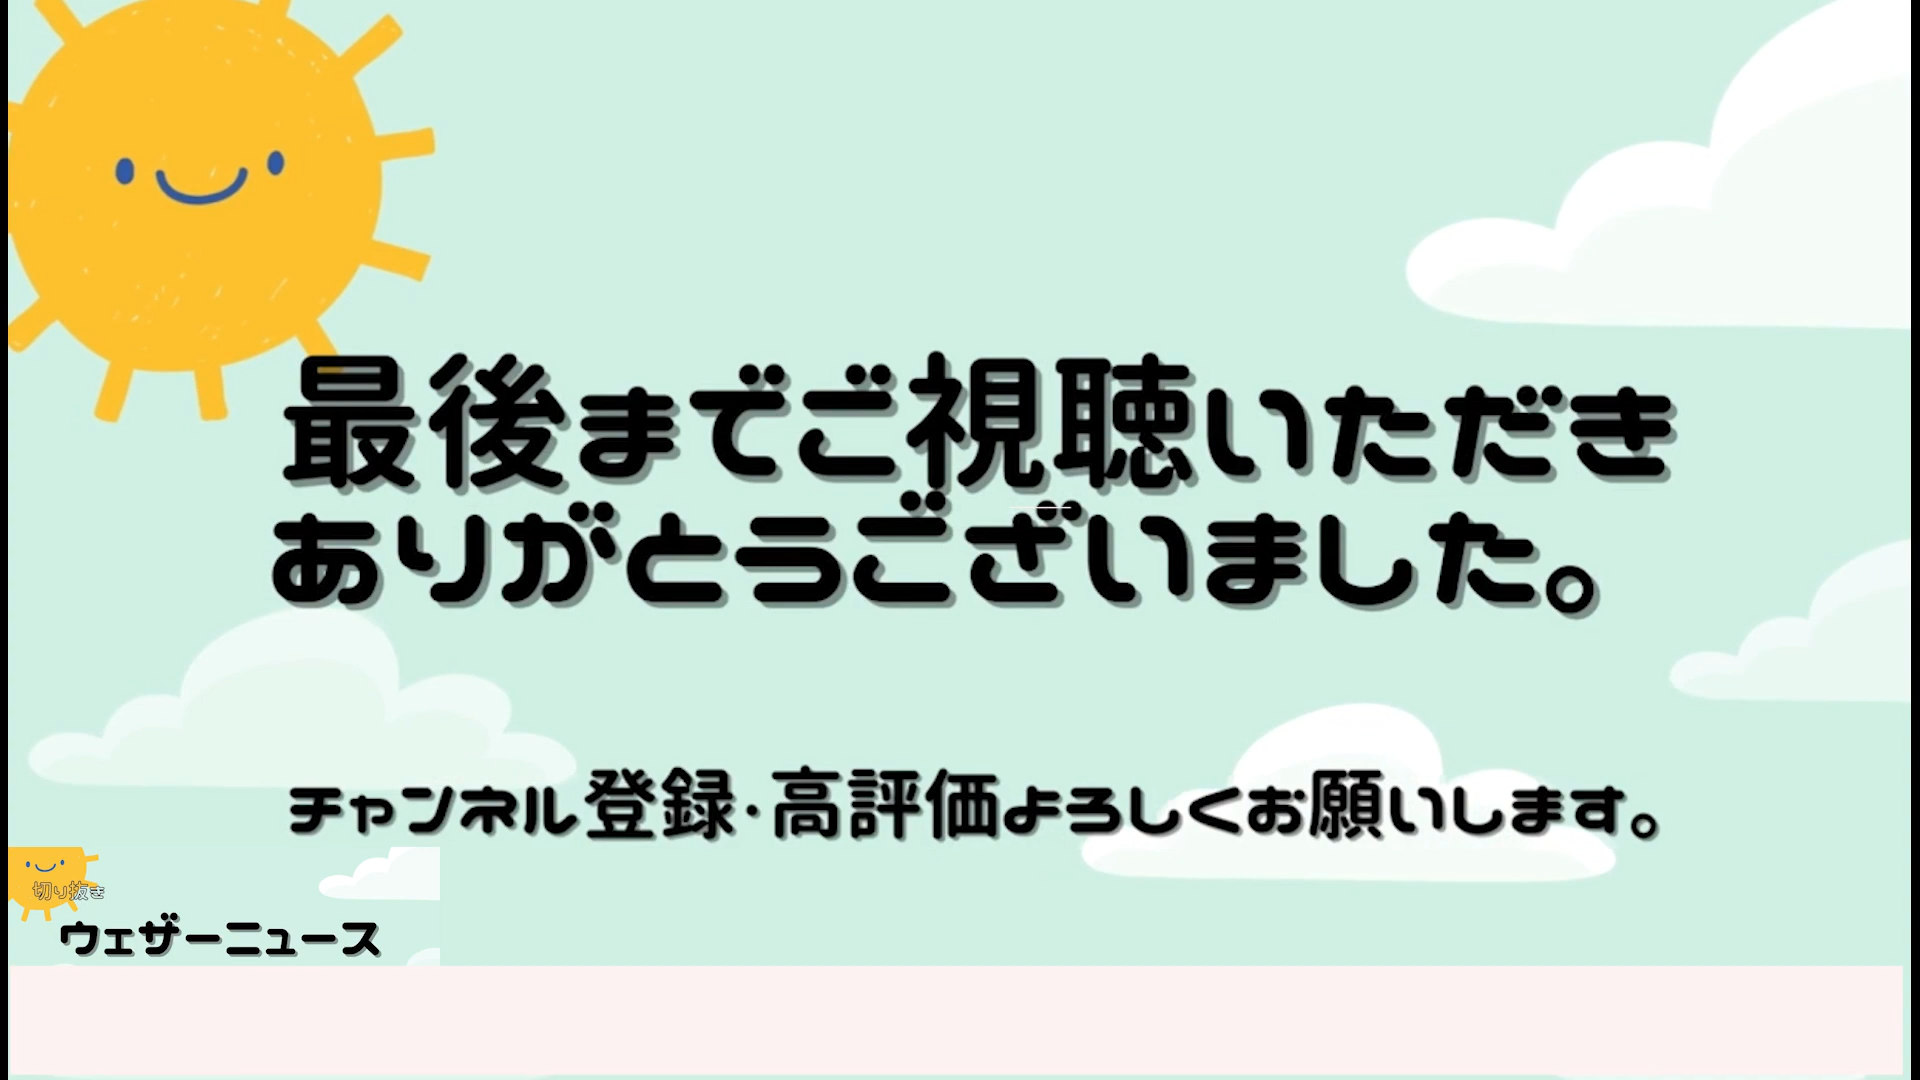 最後までご視聴いただき
ありがとうございました。
チャンネル登録･高評価よろしくお願いします。
切り抜き
ウェザーニュース